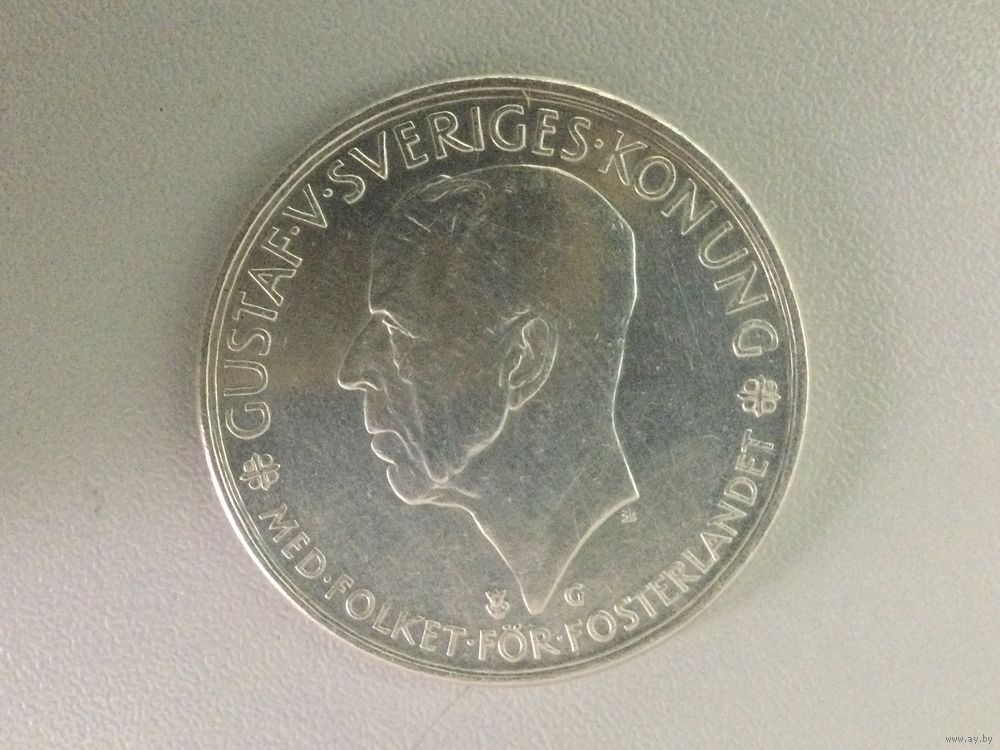 GUSTAF·V·SVERIGES·KONUNG
MED·FOLKET·FÖR·FOSTERLANDET
G
www.ay.by